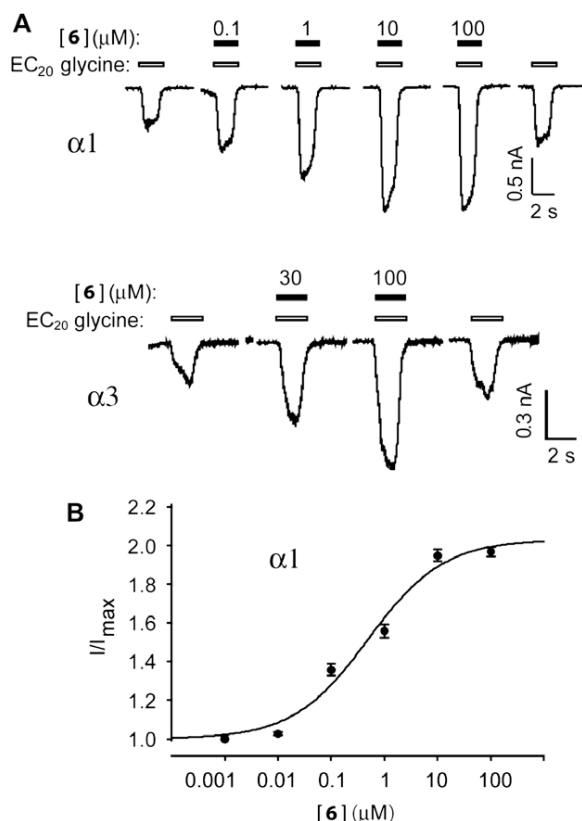 A
[6](μM): 0.1 1 10 100
EC20 glycine:
α1
0.5 nA
2 s
[6](μM): 30 100
EC20 glycine:
α3
0.3 nA
2 s
B
α1
2.2
2.0
1.8
1.6
1.4
1.2
1.0
I/Imax
0.001 0.01 0.1 1 10 100
[6](μM)